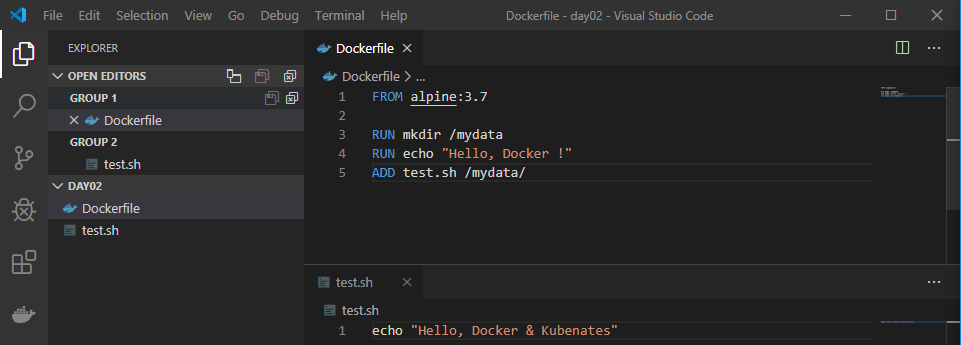 File Edit Selection View Go Debug Terminal Help Dockerfile - day02 - Visual Studio Code
EXPLORER
OPEN EDITORS
GROUP 1
Dockerfile
GROUP 2
test.sh
DAY02
Dockerfile
test.sh
Dockerfile
Dockerfile > ...
1 FROM alpine:3.7
2
3 RUN mkdir /mydata
4 RUN echo "Hello, Docker !"
5 ADD test.sh /mydata/
test.sh
test.sh
1 echo "Hello, Docker & Kubenates"